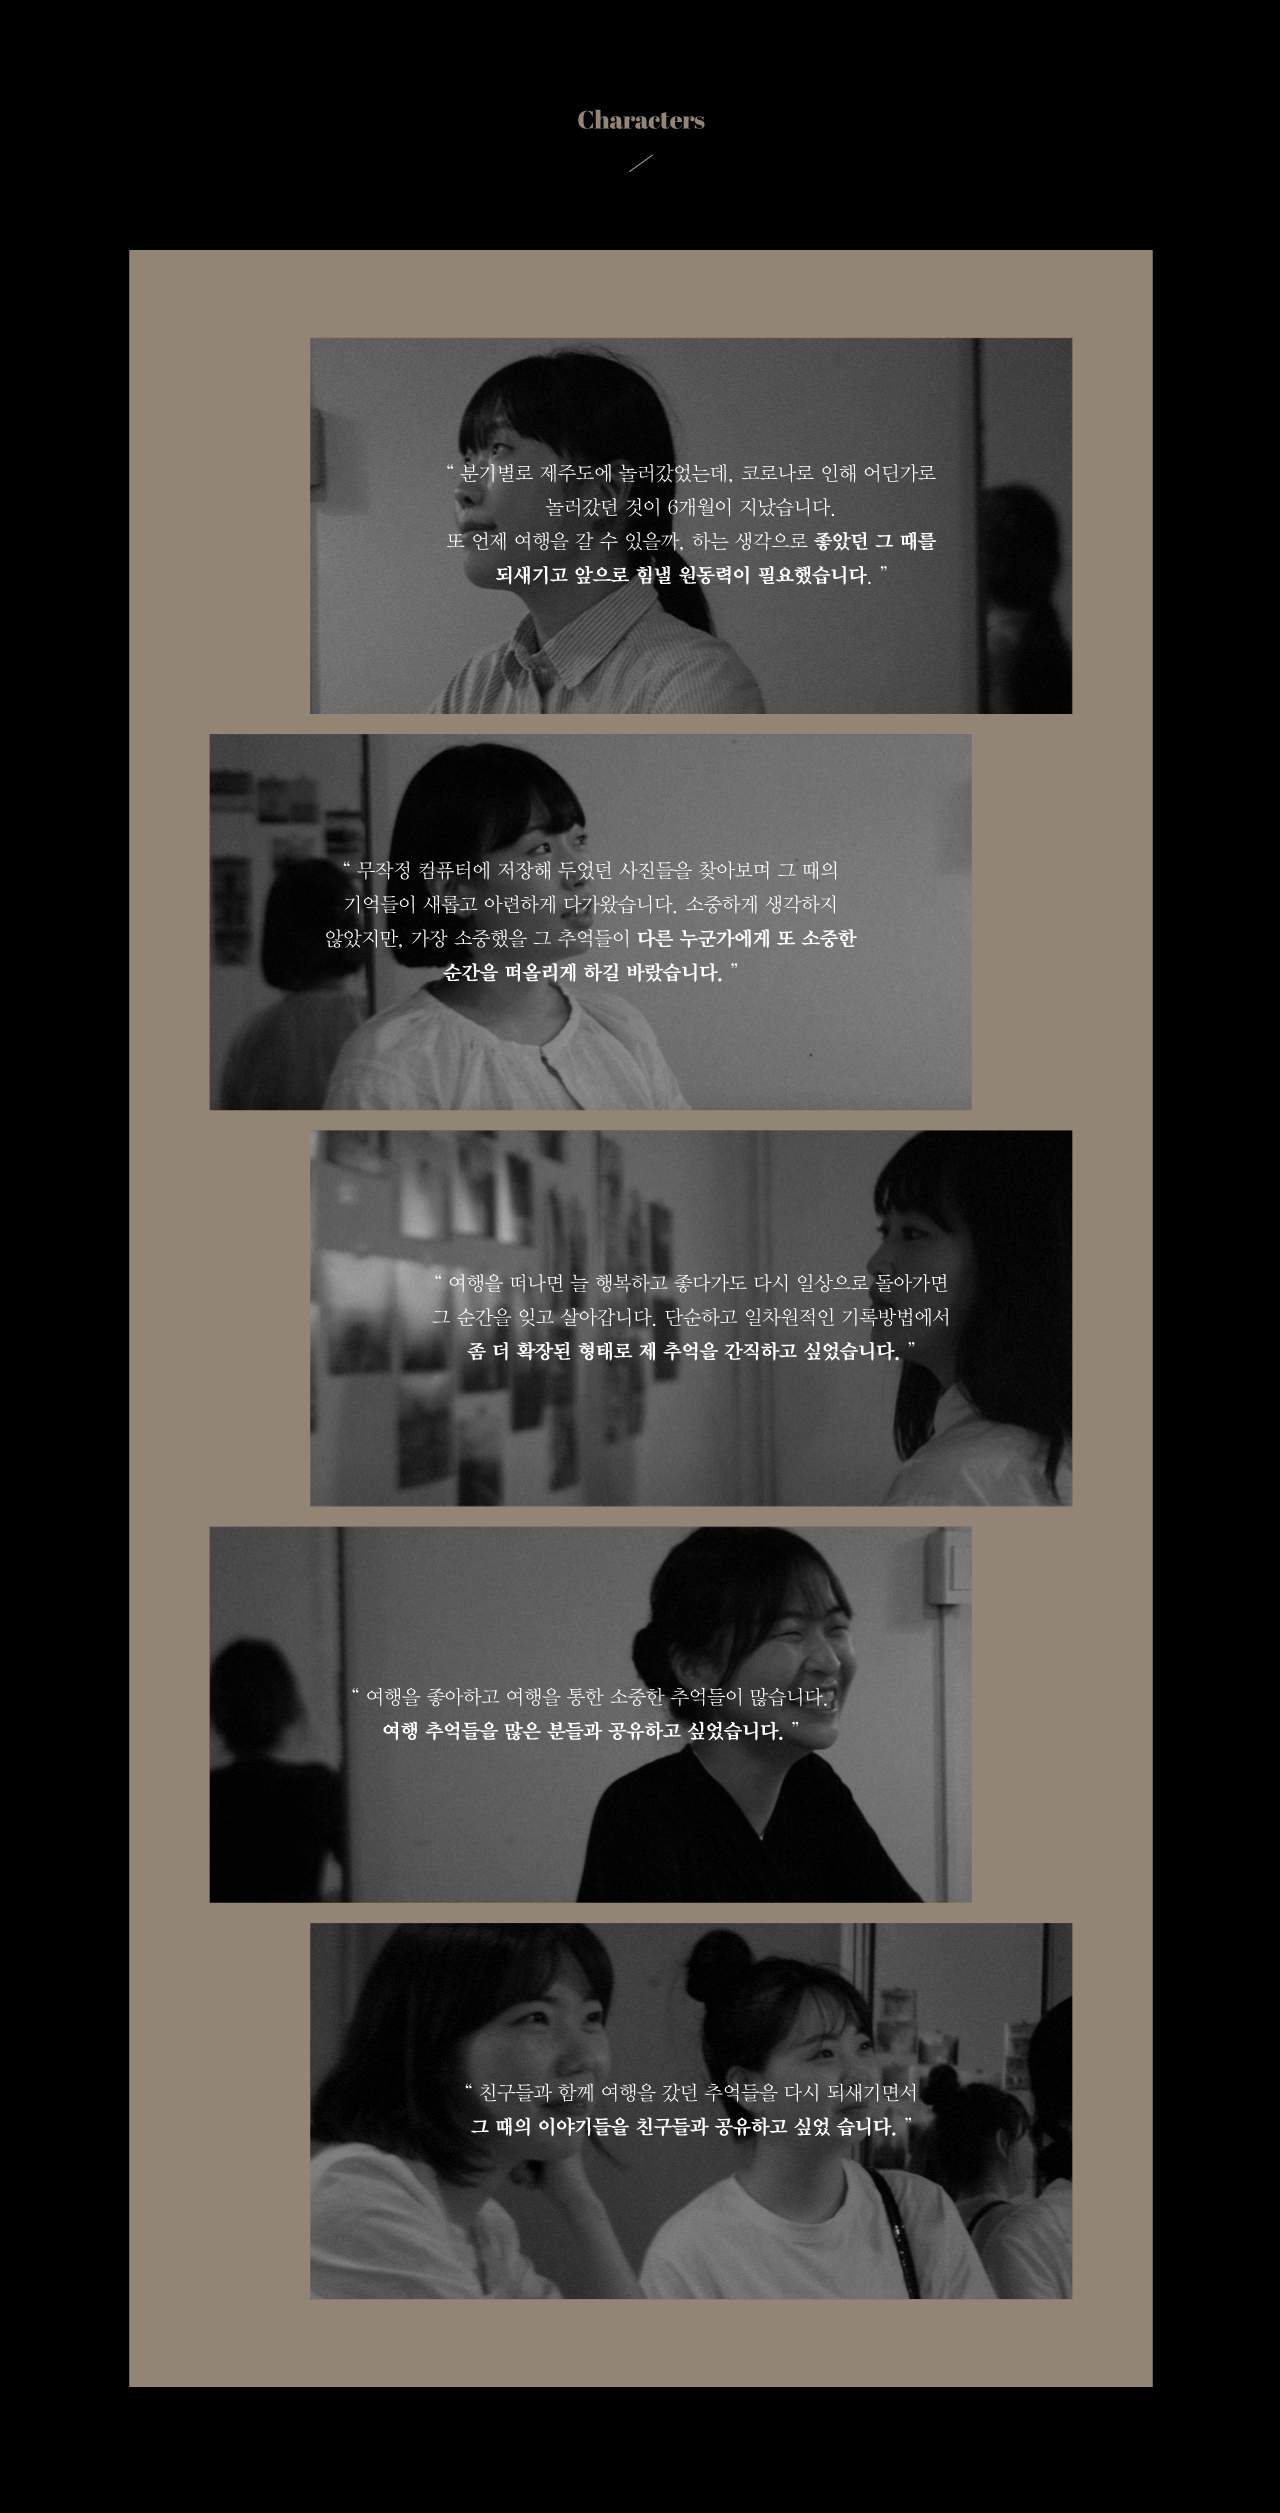 Characters
“ 분기별로 제주도에 놀러갔었는데, 코로나로 인해 어딘가로
놀러갔던 것이 6개월이 지났습니다.
또 언제 여행을 갈 수 있을까, 하는 생각으로 좋았던 그 때를
되새기고 앞으로 힘낼 원동력이 필요했습니다. ”
“ 무작정 컴퓨터에 저장해 두었던 사진들을 찾아보며 그 때의
기억들이 새롭고 아련하게 다가왔습니다. 소중하게 생각하지
않았지만, 가장 소중했을 그 추억들이 다른 누군가에게 또 소중한
순간을 떠올리게 하길 바랐습니다. ”
“ 여행을 떠나면 늘 행복하고 좋다가도 다시 일상으로 돌아가면
그 순간을 잊고 살아갑니다. 단순하고 일차원적인 기록방법에서
좀 더 확장된 형태로 제 추억을 간직하고 싶었습니다. ”
“ 여행을 좋아하고 여행을 통한 소중한 추억들이 많습니다.
여행 추억들을 많은 분들과 공유하고 싶었습니다. ”
“ 친구들과 함께 여행을 갔던 추억들을 다시 되새기면서
그 때의 이야기들을 친구들과 공유하고 싶었 습니다. ”